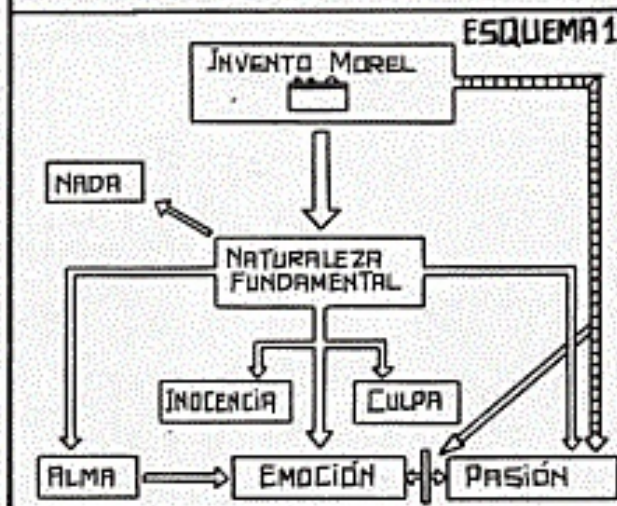 ESQUEMA 1
INVENTO MOREL
NADA
NATURALEZA
FUNDAMENTAL
INOCENCIA
CULPA
ALMA
EMOCIÓN
PASIÓN